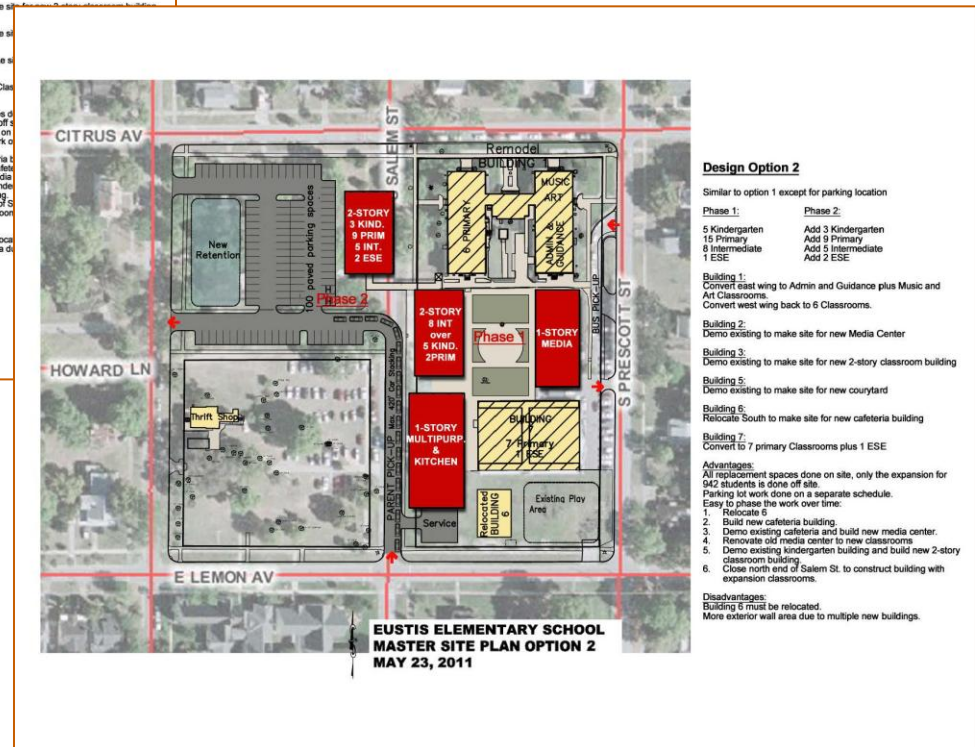 CITRUS AV
S SALEM ST
S PRESCOTT ST
HOWARD LN
E LEMON AV
New
Retention
100 paved parking spaces
Phase 2
2-STORY
3 KIND.
9 PRIM
5 INT.
2 ESE
Remodel
BUILDING 1
6 PRIMARY
MUSIC
ART
ADMIN &
GUIDANCE
BUS PICK-UP
2-STORY
8 INT
over
5 KIND.
2PRIM
Phase 1
1-STORY
MEDIA
Thrift Shop
PARENT PICK-UP
1-STORY
MULTIPURP.
&
KITCHEN
BUILDING
7
7 Primary
1 ESE
Service
Relocated
BUILDING
6
Existing Play
Area
EUSTIS ELEMENTARY SCHOOL
MASTER SITE PLAN OPTION 2
MAY 23, 2011
Design Option 2
Similar to option 1 except for parking location
Phase 1: Phase 2:
5 Kindergarten Add 3 Kindergarten
15 Primary Add 9 Primary
8 Intermediate Add 5 Intermediate
1 ESE Add 2 ESE
Building 1:
Convert east wing to Admin and Guidance plus Music and
Art Classrooms.
Convert west wing back to 6 Classrooms.
Building 2:
Demo existing to make site for new Media Center
Building 3:
Demo existing to make site for new 2-story classroom building
Building 5:
Demo existing to make site for new courytard
Building 6:
Relocate South to make site for new cafeteria building
Building 7:
Convert to 7 primary Classrooms plus 1 ESE
Advantages:
All replacement spaces done on site, only the expansion for
942 students is done off site.
Parking lot work done on a separate schedule.
Easy to phase the work over time:
1. Relocate 6
2. Build new cafeteria building.
3. Demo existing cafeteria and build new media center.
4. Renovate old media center to new classrooms
5. Demo existing kindergarten building and build new 2-story
classroom building.
6. Close north end of Salem St. to construct building with
expansion classrooms.
Disadvantages:
Building 6 must be relocated.
More exterior wall area due to multiple new buildings.